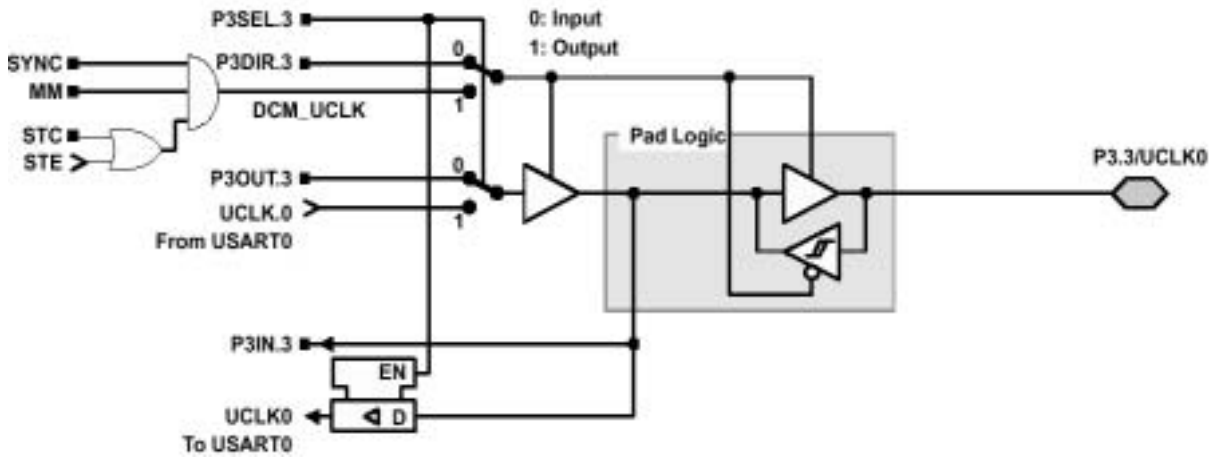 P3SEL.3
0: Input
1: Output
SYNC
P3DIR.3
0
MM
1
DCM_UCLK
STC
STE
Pad Logic
P3.3/UCLK0
P3OUT.3
0
UCLK.0
1
From USART0
P3IN.3
EN
UCLK0
D
To USART0